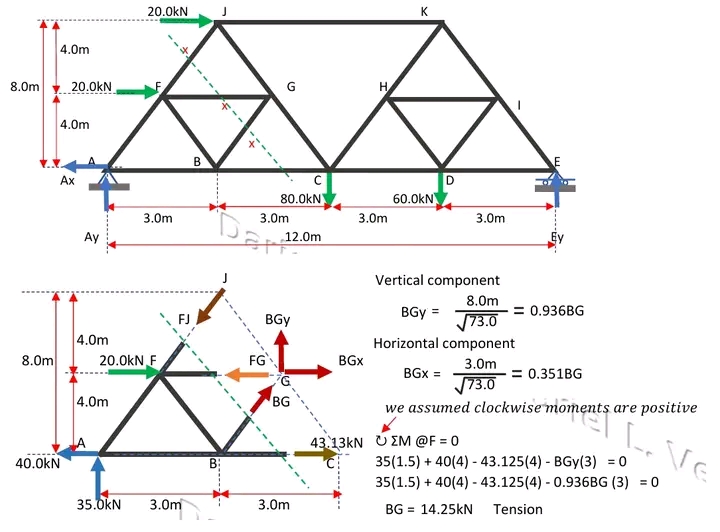 20.0kN
J
K
8.0m
4.0m
20.0kN
F
G
H
I
x
x
x
4.0m
A
B
C
D
E
Ax
80.0kN
60.0kN
3.0m
3.0m
3.0m
3.0m
Ay
12.0m
Ey
J
FJ
BGy
8.0m
4.0m
20.0kN
F
FG
BGx
G
4.0m
BG
A
43.13kN
40.0kN
B
C
35.0kN
3.0m
3.0m
Vertical component
BGy = 8.0m / √73.0 = 0.936BG
Horizontal component
BGx = 3.0m / √73.0 = 0.351BG
we assumed clockwise moments are positive
↻ ΣM @F = 0
35(1.5) + 40(4) - 43.125(4) - BGy(3) = 0
35(1.5) + 40(4) - 43.125(4) - 0.936BG (3) = 0
BG = 14.25kN Tension